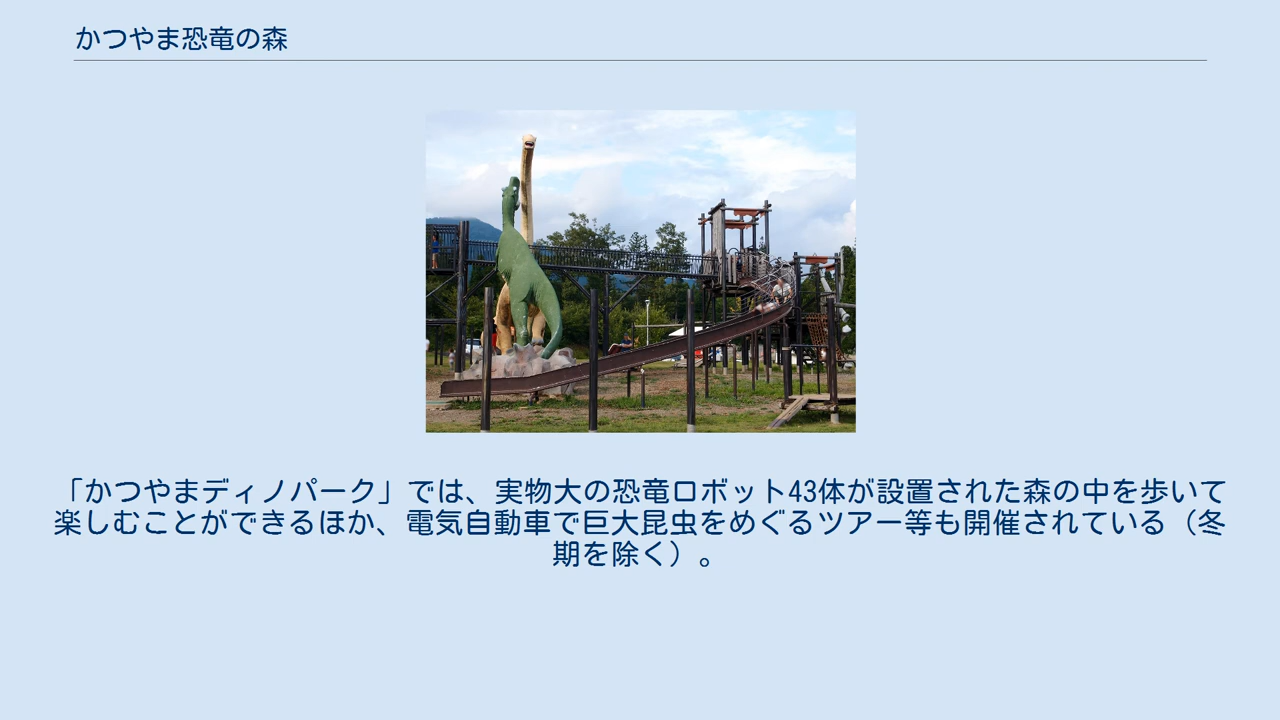 かつやま恐竜の森
「かつやまディノパーク」では、実物大の恐竜ロボット43体が設置された森の中を歩いて
楽しむことができるほか、電気自動車で巨大昆虫をめぐるツアー等も開催されている（冬
期を除く）。